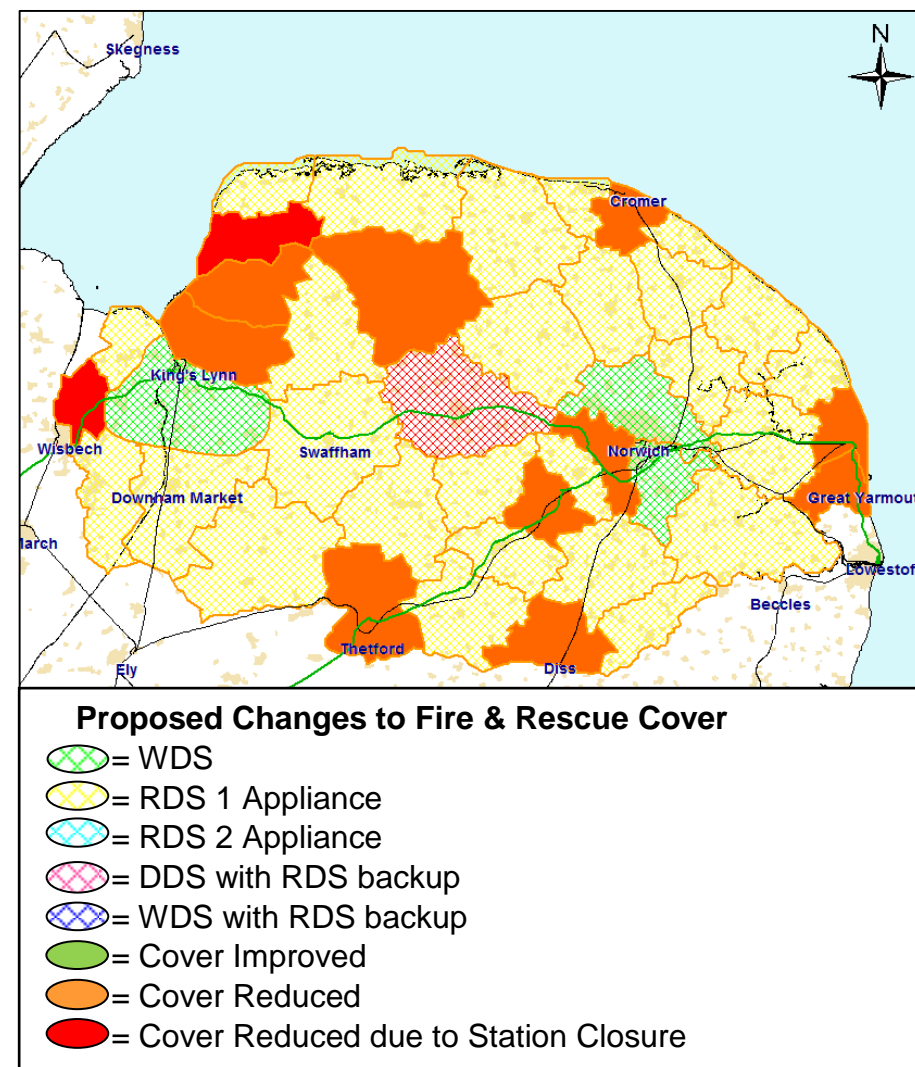 Skegness
N
Cromer
King's Lynn
Wisbech
Swaffham
Norwich
Downham Market
Great Yarmout
March
Lowestof
Beccles
Thetford
Diss
Ely
Proposed Changes to Fire & Rescue Cover
= WDS
= RDS 1 Appliance
= RDS 2 Appliance
= DDS with RDS backup
= WDS with RDS backup
= Cover Improved
= Cover Reduced
= Cover Reduced due to Station Closure